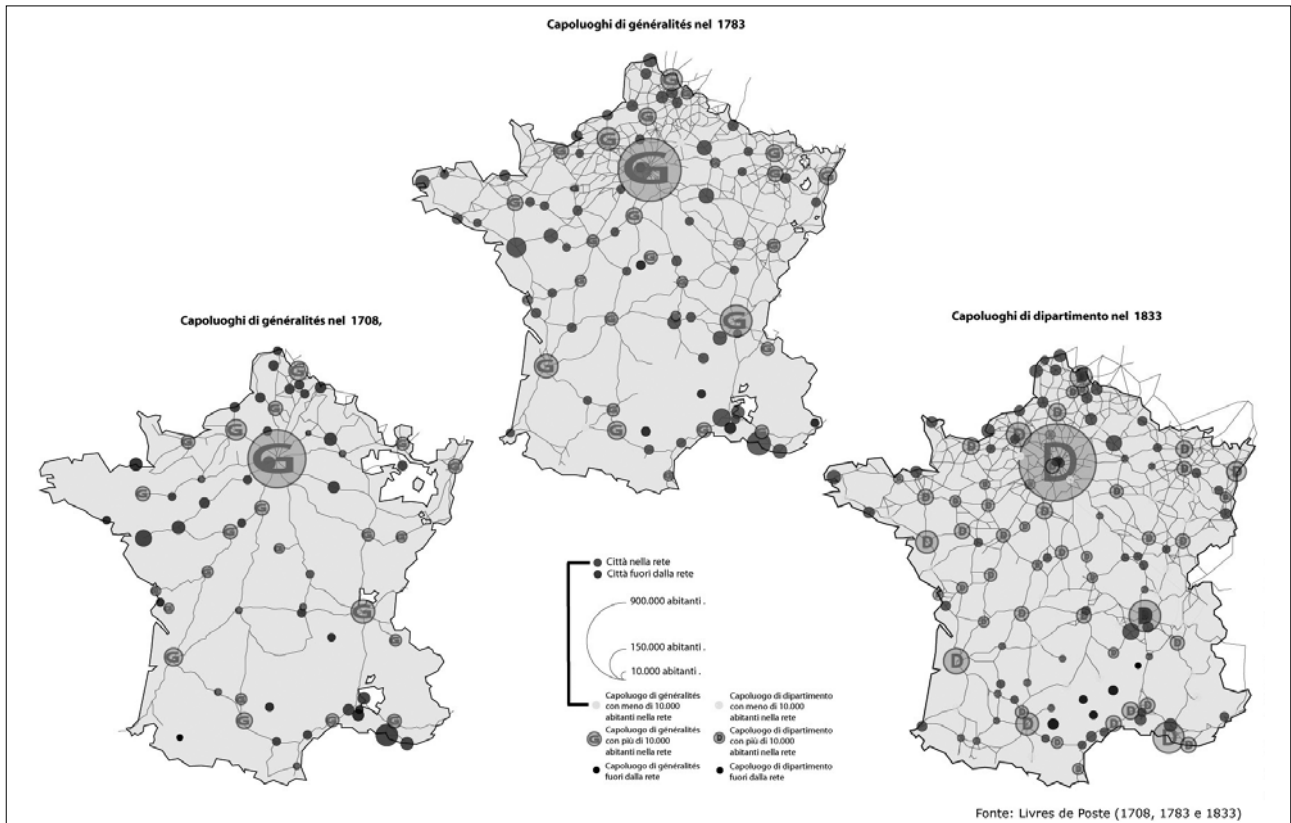 Capoluoghi di généralités nel 1783
Capoluoghi di généralités nel 1708,
Capoluoghi di dipartimento nel 1833
Città nella rete
Città fuori dalla rete
900.000 abitanti .
150.000 abitanti .
10.000 abitanti .
Capoluogo di généralités
con meno di 10.000
abitanti nella rete
Capoluogo di dipartimento
con meno di 10.000
abitanti nella rete
G
Capoluogo di généralités
con più di 10.000
abitanti nella rete
D
Capoluogo di dipartimento
con più di 10.000
abitanti nella rete
Capoluogo di généralités
fuori dalla rete
Capoluogo di dipartimento
fuori dalla rete
Fonte: Livres de Poste (1708, 1783 e 1833)